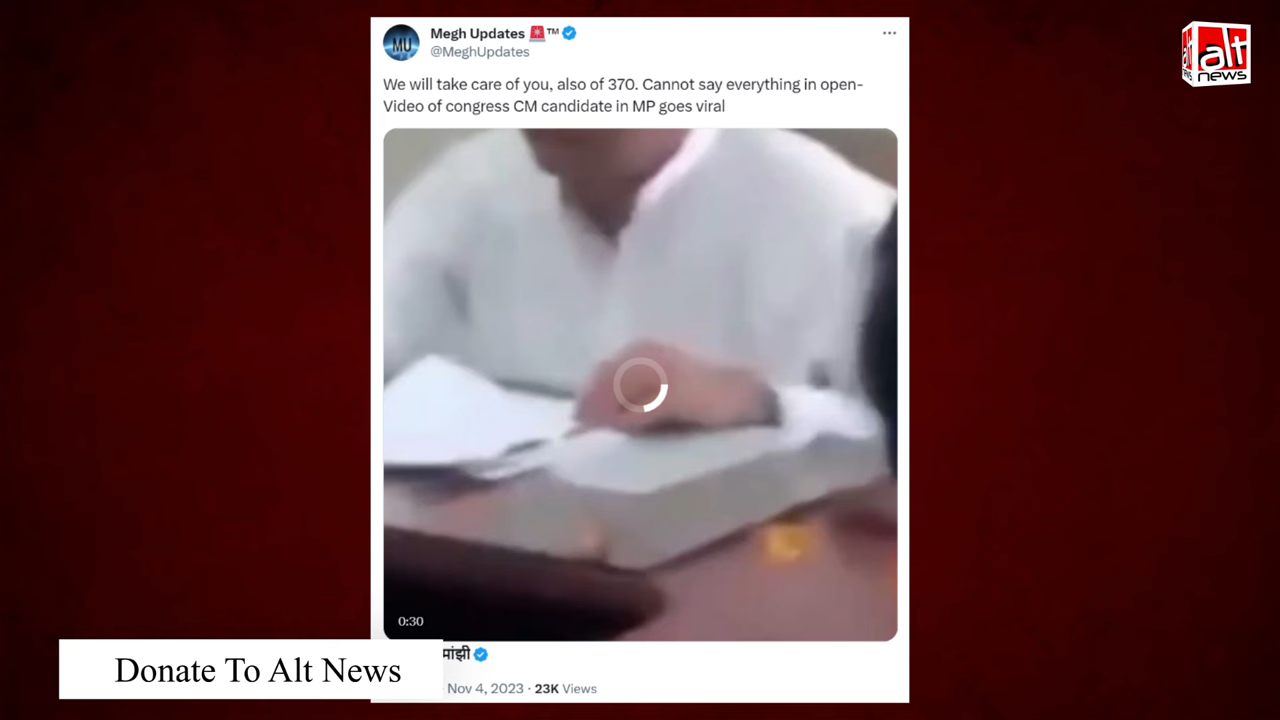 Megh Updates 🚨™
MU
@MeghUpdates
We will take care of you, also of 370. Cannot say everything in open-
Video of congress CM candidate in MP goes viral
0:30
मांझी
· Nov 4, 2023 · 23K Views
Donate To Alt News
alt
news